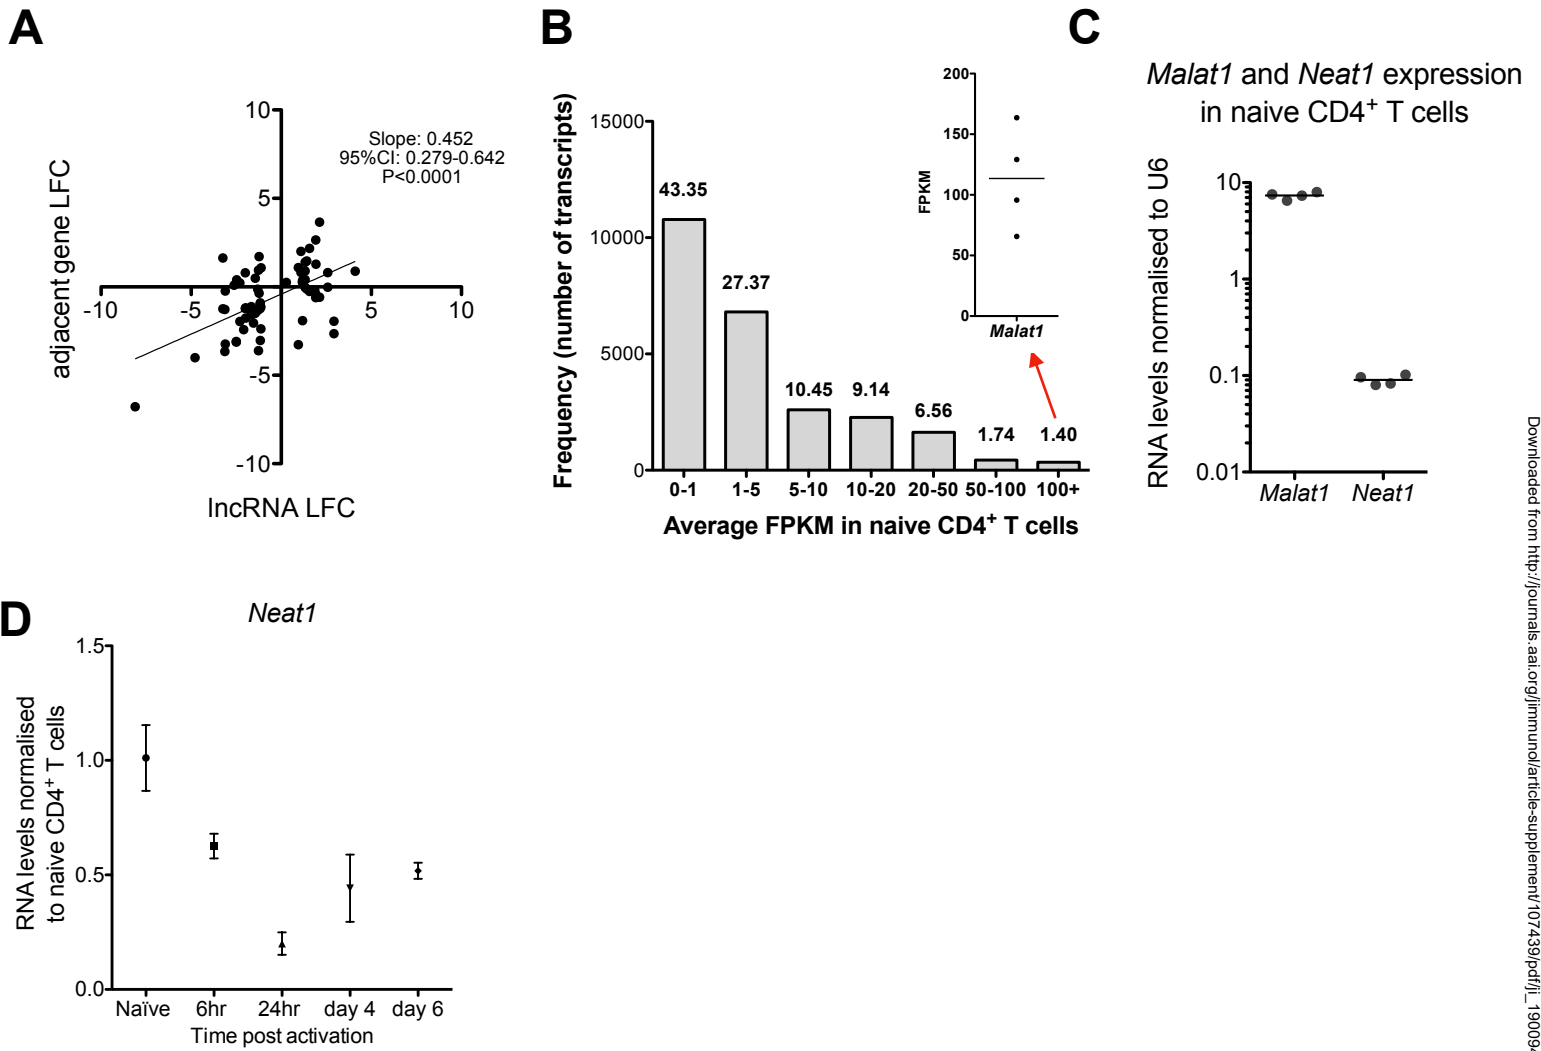 A
10
5
-10
-5
5
10
-5
-10
Slope: 0.452
95%CI: 0.279-0.642
P<0.0001
adjacent gene LFC
lncRNA LFC
B
Frequency (number of transcripts)
15000
10000
5000
0
43.35
27.37
10.45
9.14
6.56
1.74
1.40
0-1
1-5
5-10
10-20
20-50
50-100
100+
Average FPKM in naive CD4+ T cells
FPKM
200
150
100
50
0
Malat1
C
Malat1 and Neat1 expression
in naive CD4+ T cells
RNA levels normalised to U6
10
1
0.1
0.01
Malat1
Neat1
D
Neat1
RNA levels normalised
to naive CD4+ T cells
1.5
1.0
0.5
0.0
Naïve
6hr
24hr
day 4
day 6
Time post activation
Downloaded from http://journals.aai.org/jimmunol/article-supplement/107439/pdf/ji_190094